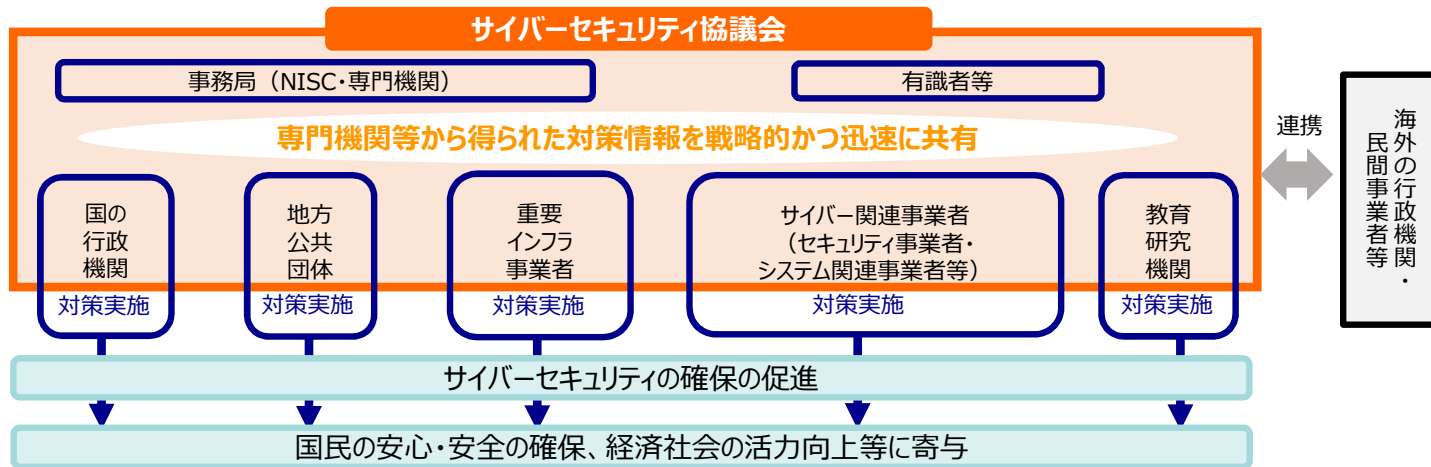 サイバーセキュリティ協議会
事務局（NISC・専門機関）
有識者等
専門機関等から得られた対策情報を戦略的かつ迅速に共有
国の
行政
機関
対策実施
地方
公共
団体
対策実施
重要
インフラ
事業者
対策実施
サイバー関連事業者
（セキュリティ事業者・
システム関連事業者等）
対策実施
教育
研究
機関
対策実施
連携
海外の行政機関・
民間事業者等
サイバーセキュリティの確保の促進
国民の安心・安全の確保、経済社会の活力向上等に寄与